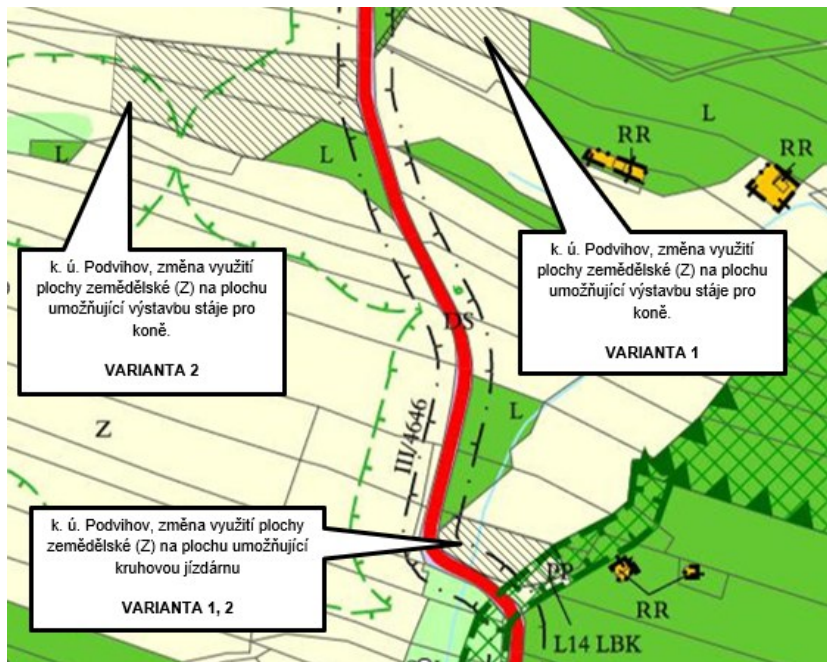 L
RR
RR
L
L
k. ú. Podvihov, změna využití
plochy zemědělské (Z) na plochu
umožňující výstavbu stáje pro
koně.
VARIANTA 2
k. ú. Podvihov, změna využití
plochy zemědělské (Z) na plochu
umožňující výstavbu stáje pro
koně.
VARIANTA 1
DS
L
Z
III/4646
k. ú. Podvihov, změna využití plochy
zemědělské (Z) na plochu umožňující
kruhovou jízdárnu
VARIANTA 1, 2
PP
RR
L14 LBK